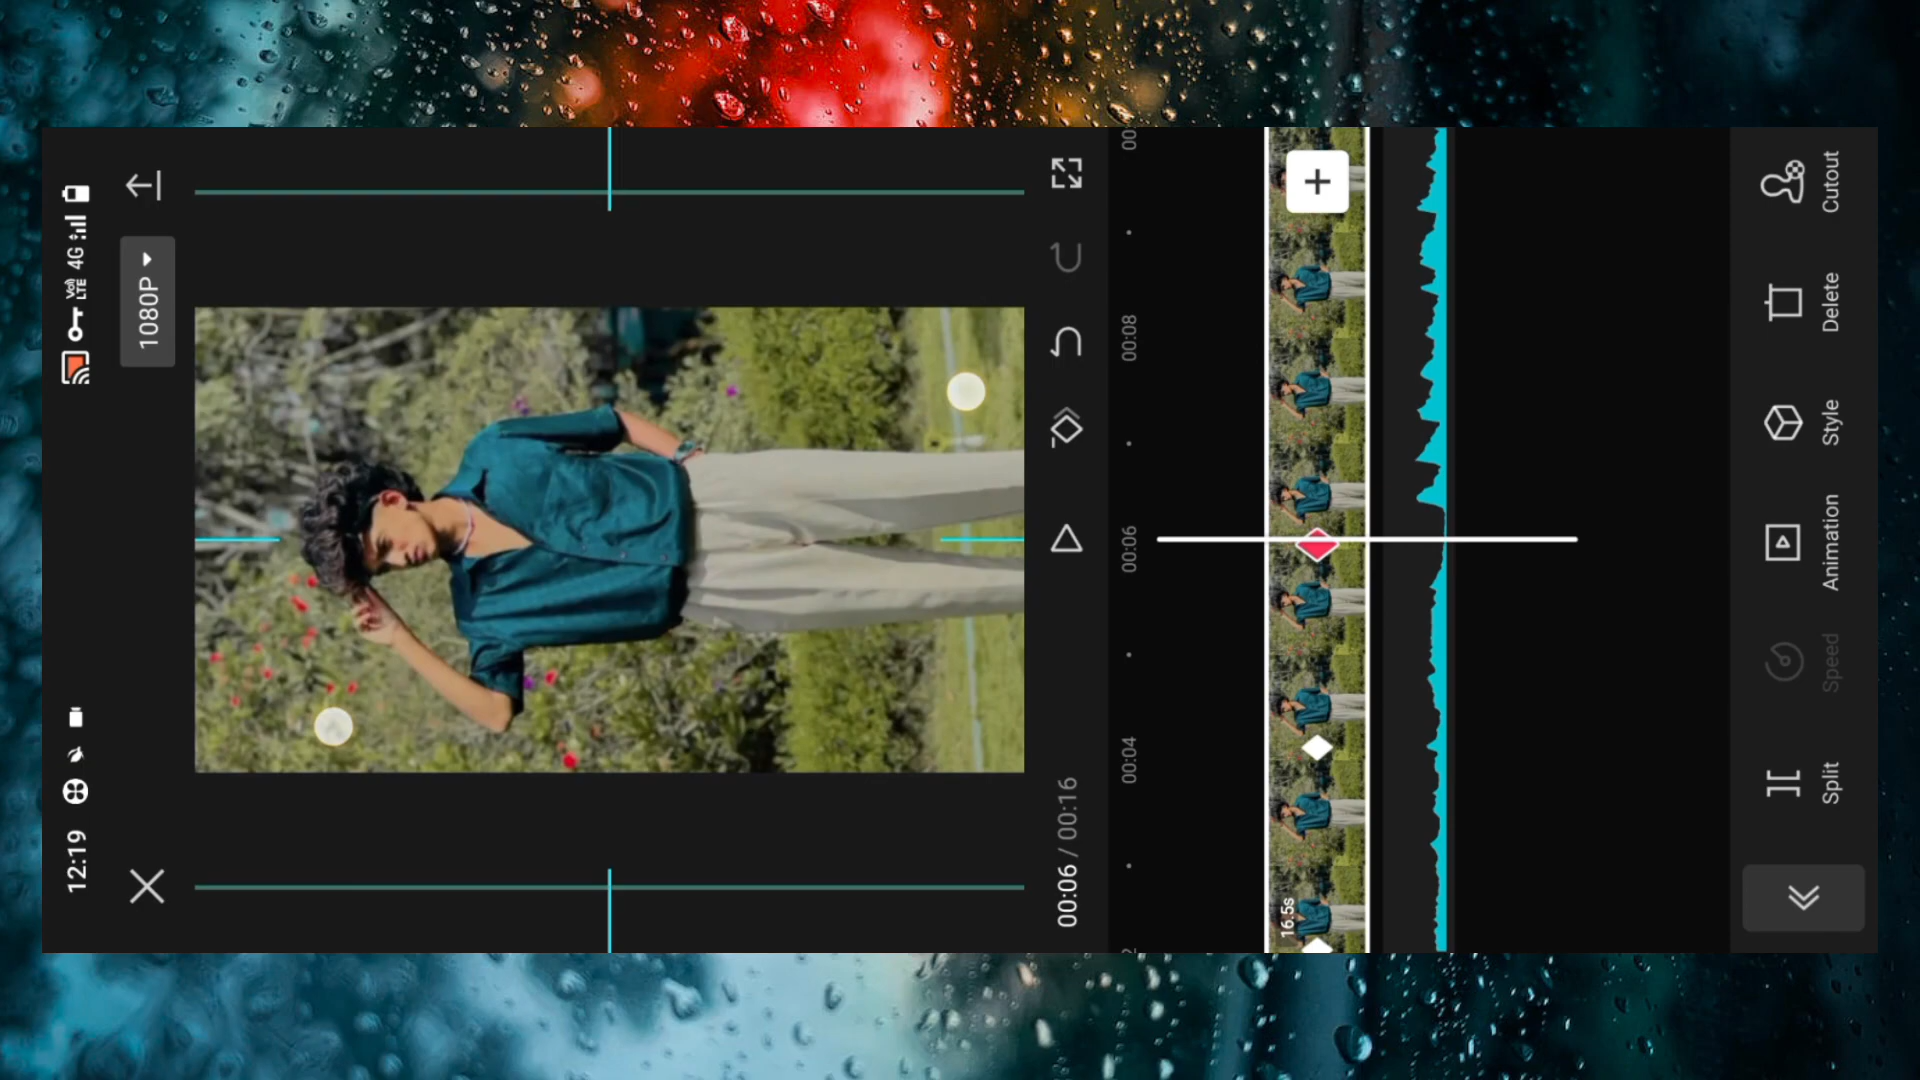 12:19
VoLTE 4G
1080P
00:06 / 00:16
00:04
00:06
00:08
16.5s
Split
Speed
Animation
Style
Delete
Cutout